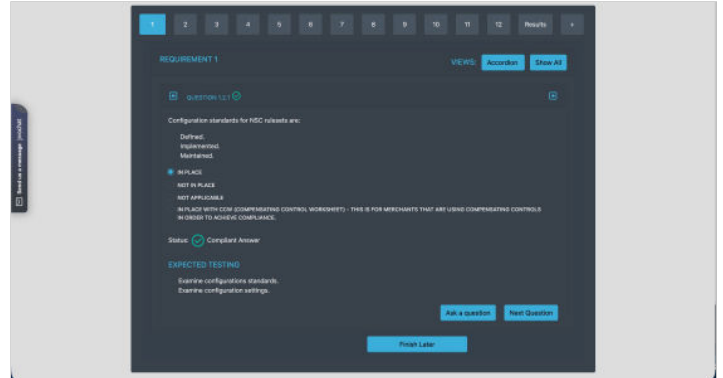 1 2 3 4 5 6 7 8 9 10 11 12 Results
REQUIREMENT 1
VIEWS: Accordion Show All
QUESTION 1.2.1
Configuration standards for NSC rulesets are:
Defined.
Implemented.
Maintained.
IN PLACE
NOT IN PLACE
NOT APPLICABLE
IN PLACE WITH CCW (COMPENSATING CONTROL WORKSHEET) - THIS IS FOR MERCHANTS THAT ARE USING COMPENSATING CONTROLS
IN ORDER TO ACHIEVE COMPLIANCE.
Status: Compliant Answer
EXPECTED TESTING
Examine configurations standards.
Examine configuration settings.
Ask a question Next Question
Finish Later
Send us a message jivochat